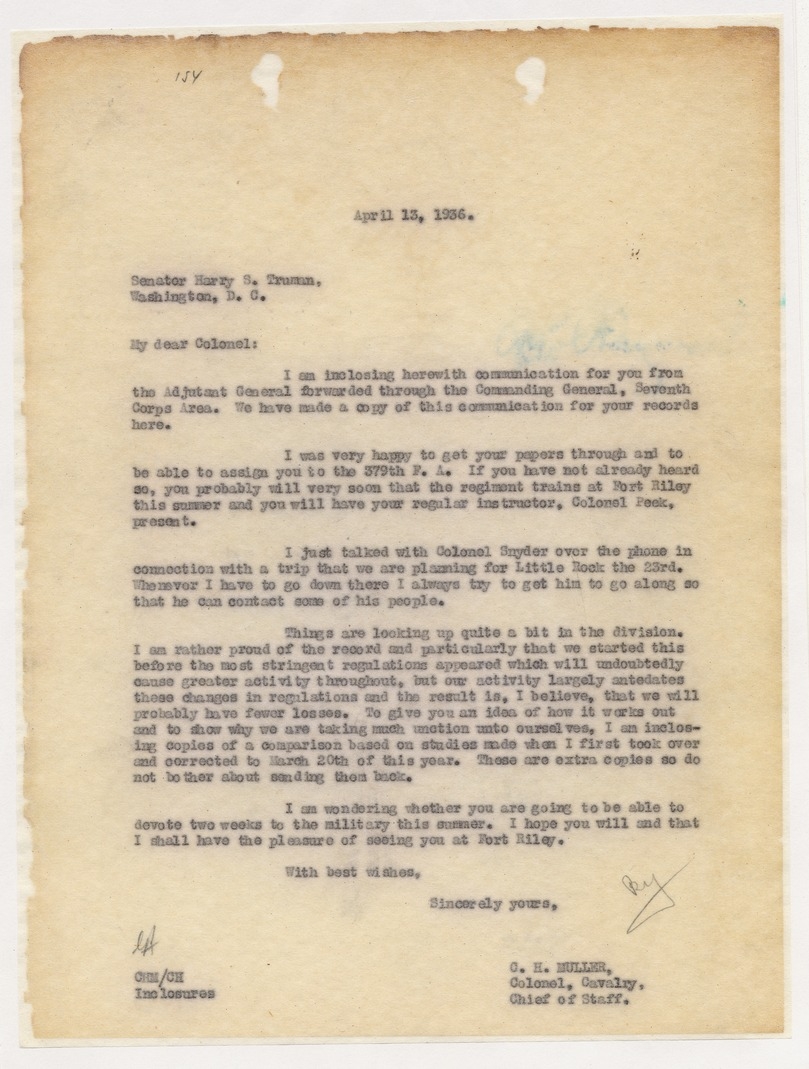 154
April 13, 1936.
Senator Harry S. Truman,
Washington, D. C.
My dear Colonel:
I am inclosing herewith communication for you from
the Adjutant General forwarded through the Commanding General, Seventh
Corps Area. We have made a copy of this communication for your records
here.
I was very happy to get your papers through and to
be able to assign you to the 379th F. A. If you have not already heard
so, you probably will very soon that the regiment trains at Fort Riley
this summer and you will have your regular instructor, Colonel Peek,
present.
I just talked with Colonel Snyder over the phone in
connection with a trip that we are planning for Little Rock the 23rd.
Whenever I have to go down there I always try to get him to go along so
that he can contact some of his people.
Things are looking up quite a bit in the division.
I am rather proud of the record and particularly that we started this
before the most stringent regulations appeared which will undoubtedly
cause greater activity throughout, but our activity largely antedates
these changes in regulations and the result is, I believe, that we will
probably have fewer losses. To give you an idea of how it works out
and to show why we are taking much unction unto ourselves, I am inclos-
ing copies of a comparison based on studies made when I first took over
and corrected to March 20th of this year. These are extra copies so do
not bother about sending them back.
I am wondering whether you are going to be able to
devote two weeks to the military this summer. I hope you will and that
I shall have the pleasure of seeing you at Fort Riley.
With best wishes,
Sincerely yours,
CHM/CH
Inclosures
C. H. MULLER,
Colonel, Cavalry,
Chief of Staff.